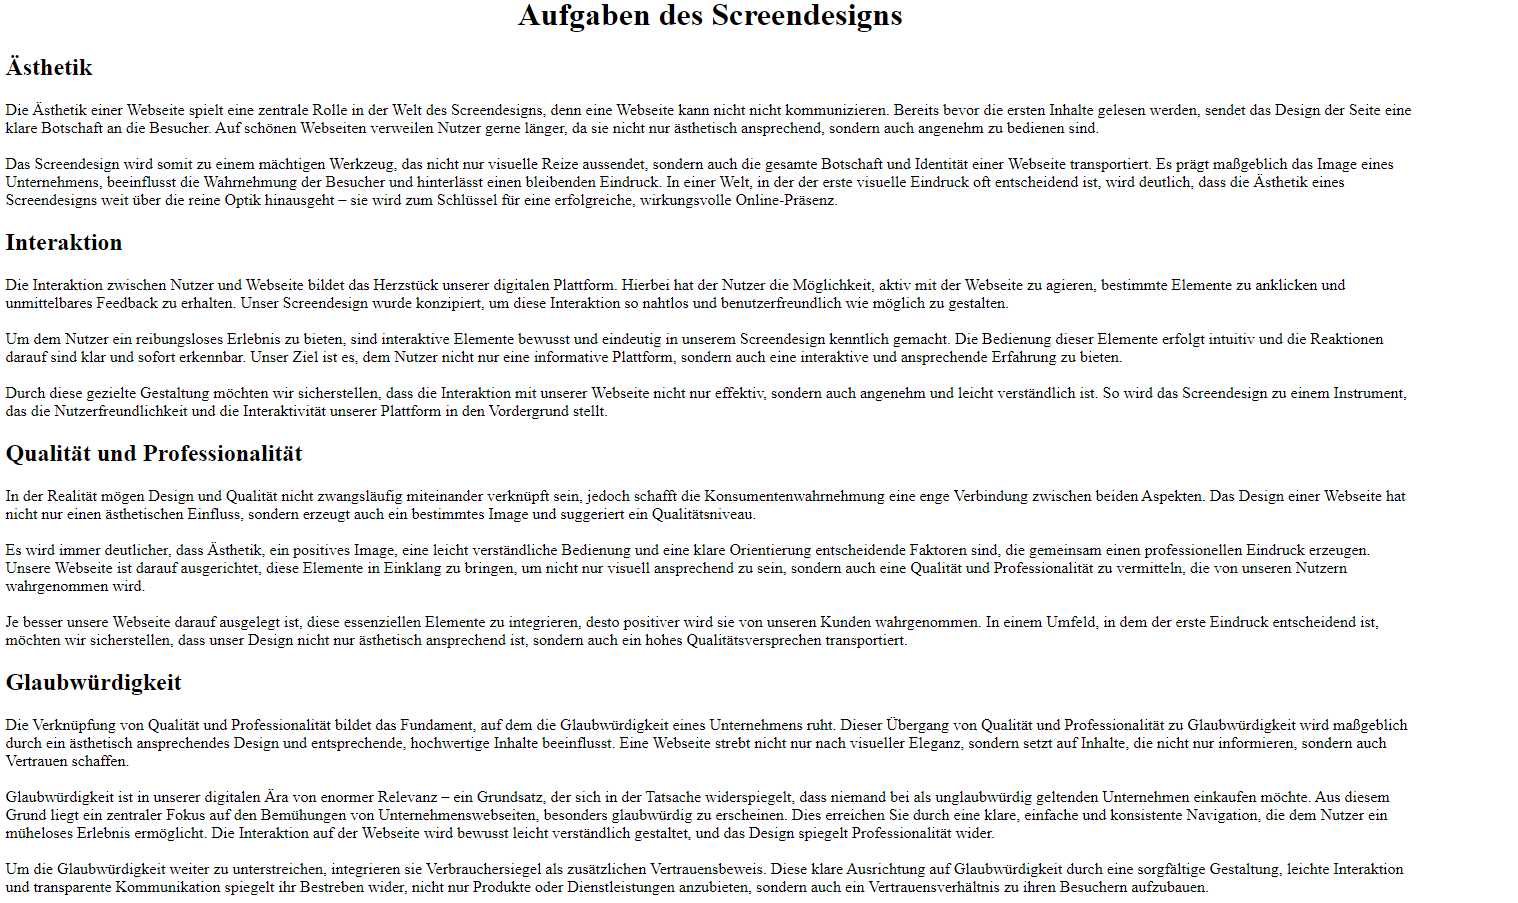 Aufgaben des Screendesigns
Ästhetik
Die Ästhetik einer Webseite spielt eine zentrale Rolle in der Welt des Screendesigns, denn eine Webseite kann nicht nicht kommunizieren. Bereits bevor die ersten Inhalte gelesen werden, sendet das Design der Seite eine
klare Botschaft an die Besucher. Auf schönen Webseiten verweilen Nutzer gerne länger, da sie nicht nur ästhetisch ansprechend, sondern auch angenehm zu bedienen sind.
Das Screendesign wird somit zu einem mächtigen Werkzeug, das nicht nur visuelle Reize aussendet, sondern auch die gesamte Botschaft und Identität einer Webseite transportiert. Es prägt maßgeblich das Image eines
Unternehmens, beeinflusst die Wahrnehmung der Besucher und hinterlässt einen bleibenden Eindruck. In einer Welt, in der der erste visuelle Eindruck oft entscheidend ist, wird deutlich, dass die Ästhetik eines
Screendesigns weit über die reine Optik hinausgeht – sie wird zum Schlüssel für eine erfolgreiche, wirkungsvolle Online-Präsenz.
Interaktion
Die Interaktion zwischen Nutzer und Webseite bildet das Herzstück unserer digitalen Plattform. Hierbei hat der Nutzer die Möglichkeit, aktiv mit der Webseite zu agieren, bestimmte Elemente zu anklicken und
unmittelbares Feedback zu erhalten. Unser Screendesign wurde konzipiert, um diese Interaktion so nahtlos und benutzerfreundlich wie möglich zu gestalten.
Um dem Nutzer ein reibungsloses Erlebnis zu bieten, sind interaktive Elemente bewusst und eindeutig in unserem Screendesign kenntlich gemacht. Die Bedienung dieser Elemente erfolgt intuitiv und die Reaktionen
darauf sind klar und sofort erkennbar. Unser Ziel ist es, dem Nutzer nicht nur eine informative Plattform, sondern auch eine interaktive und ansprechende Erfahrung zu bieten.
Durch diese gezielte Gestaltung möchten wir sicherstellen, dass die Interaktion mit unserer Webseite nicht nur effektiv, sondern auch angenehm und leicht verständlich ist. So wird das Screendesign zu einem Instrument,
das die Nutzerfreundlichkeit und die Interaktivität unserer Plattform in den Vordergrund stellt.
Qualität und Professionalität
In der Realität mögen Design und Qualität nicht zwangsläufig miteinander verknüpft sein, jedoch schafft die Konsumentenwahrnehmung eine enge Verbindung zwischen beiden Aspekten. Das Design einer Webseite hat
nicht nur einen ästhetischen Einfluss, sondern erzeugt auch ein bestimmtes Image und suggeriert ein Qualitätsniveau.
Es wird immer deutlicher, dass Ästhetik, ein positives Image, eine leicht verständliche Bedienung und eine klare Orientierung entscheidende Faktoren sind, die gemeinsam einen professionellen Eindruck erzeugen.
Unsere Webseite ist darauf ausgerichtet, diese Elemente in Einklang zu bringen, um nicht nur visuell ansprechend zu sein, sondern auch eine Qualität und Professionalität zu vermitteln, die von unseren Nutzern
wahrgenommen wird.
Je besser unsere Webseite darauf ausgelegt ist, diese essenziellen Elemente zu integrieren, desto positiver wird sie von unseren Kunden wahrgenommen. In einem Umfeld, in dem der erste Eindruck entscheidend ist,
möchten wir sicherstellen, dass unser Design nicht nur ästhetisch ansprechend ist, sondern auch ein hohes Qualitätsversprechen transportiert.
Glaubwürdigkeit
Die Verknüpfung von Qualität und Professionalität bildet das Fundament, auf dem die Glaubwürdigkeit eines Unternehmens ruht. Dieser Übergang von Qualität und Professionalität zu Glaubwürdigkeit wird maßgeblich
durch ein ästhetisch ansprechendes Design und entsprechende, hochwertige Inhalte beeinflusst. Eine Webseite strebt nicht nur nach visueller Eleganz, sondern setzt auf Inhalte, die nicht nur informieren, sondern auch
Vertrauen schaffen.
Glaubwürdigkeit ist in unserer digitalen Ära von enormer Relevanz – ein Grundsatz, der sich in der Tatsache widerspiegelt, dass niemand bei als unglaubwürdig geltenden Unternehmen einkaufen möchte. Aus diesem
Grund liegt ein zentraler Fokus auf den Bemühungen von Unternehmenswebseiten, besonders glaubwürdig zu erscheinen. Dies erreichen Sie durch eine klare, einfache und konsistente Navigation, die dem Nutzer ein
müheloses Erlebnis ermöglicht. Die Interaktion auf der Webseite wird bewusst leicht verständlich gestaltet, und das Design spiegelt Professionalität wider.
Um die Glaubwürdigkeit weiter zu unterstreichen, integrieren sie Verbrauchersiegel als zusätzlichen Vertrauensbeweis. Diese klare Ausrichtung auf Glaubwürdigkeit durch eine sorgfältige Gestaltung, leichte Interaktion
und transparente Kommunikation spiegelt ihr Bestreben wider, nicht nur Produkte oder Dienstleistungen anzubieten, sondern auch ein Vertrauensverhältnis zu ihren Besuchern aufzubauen.